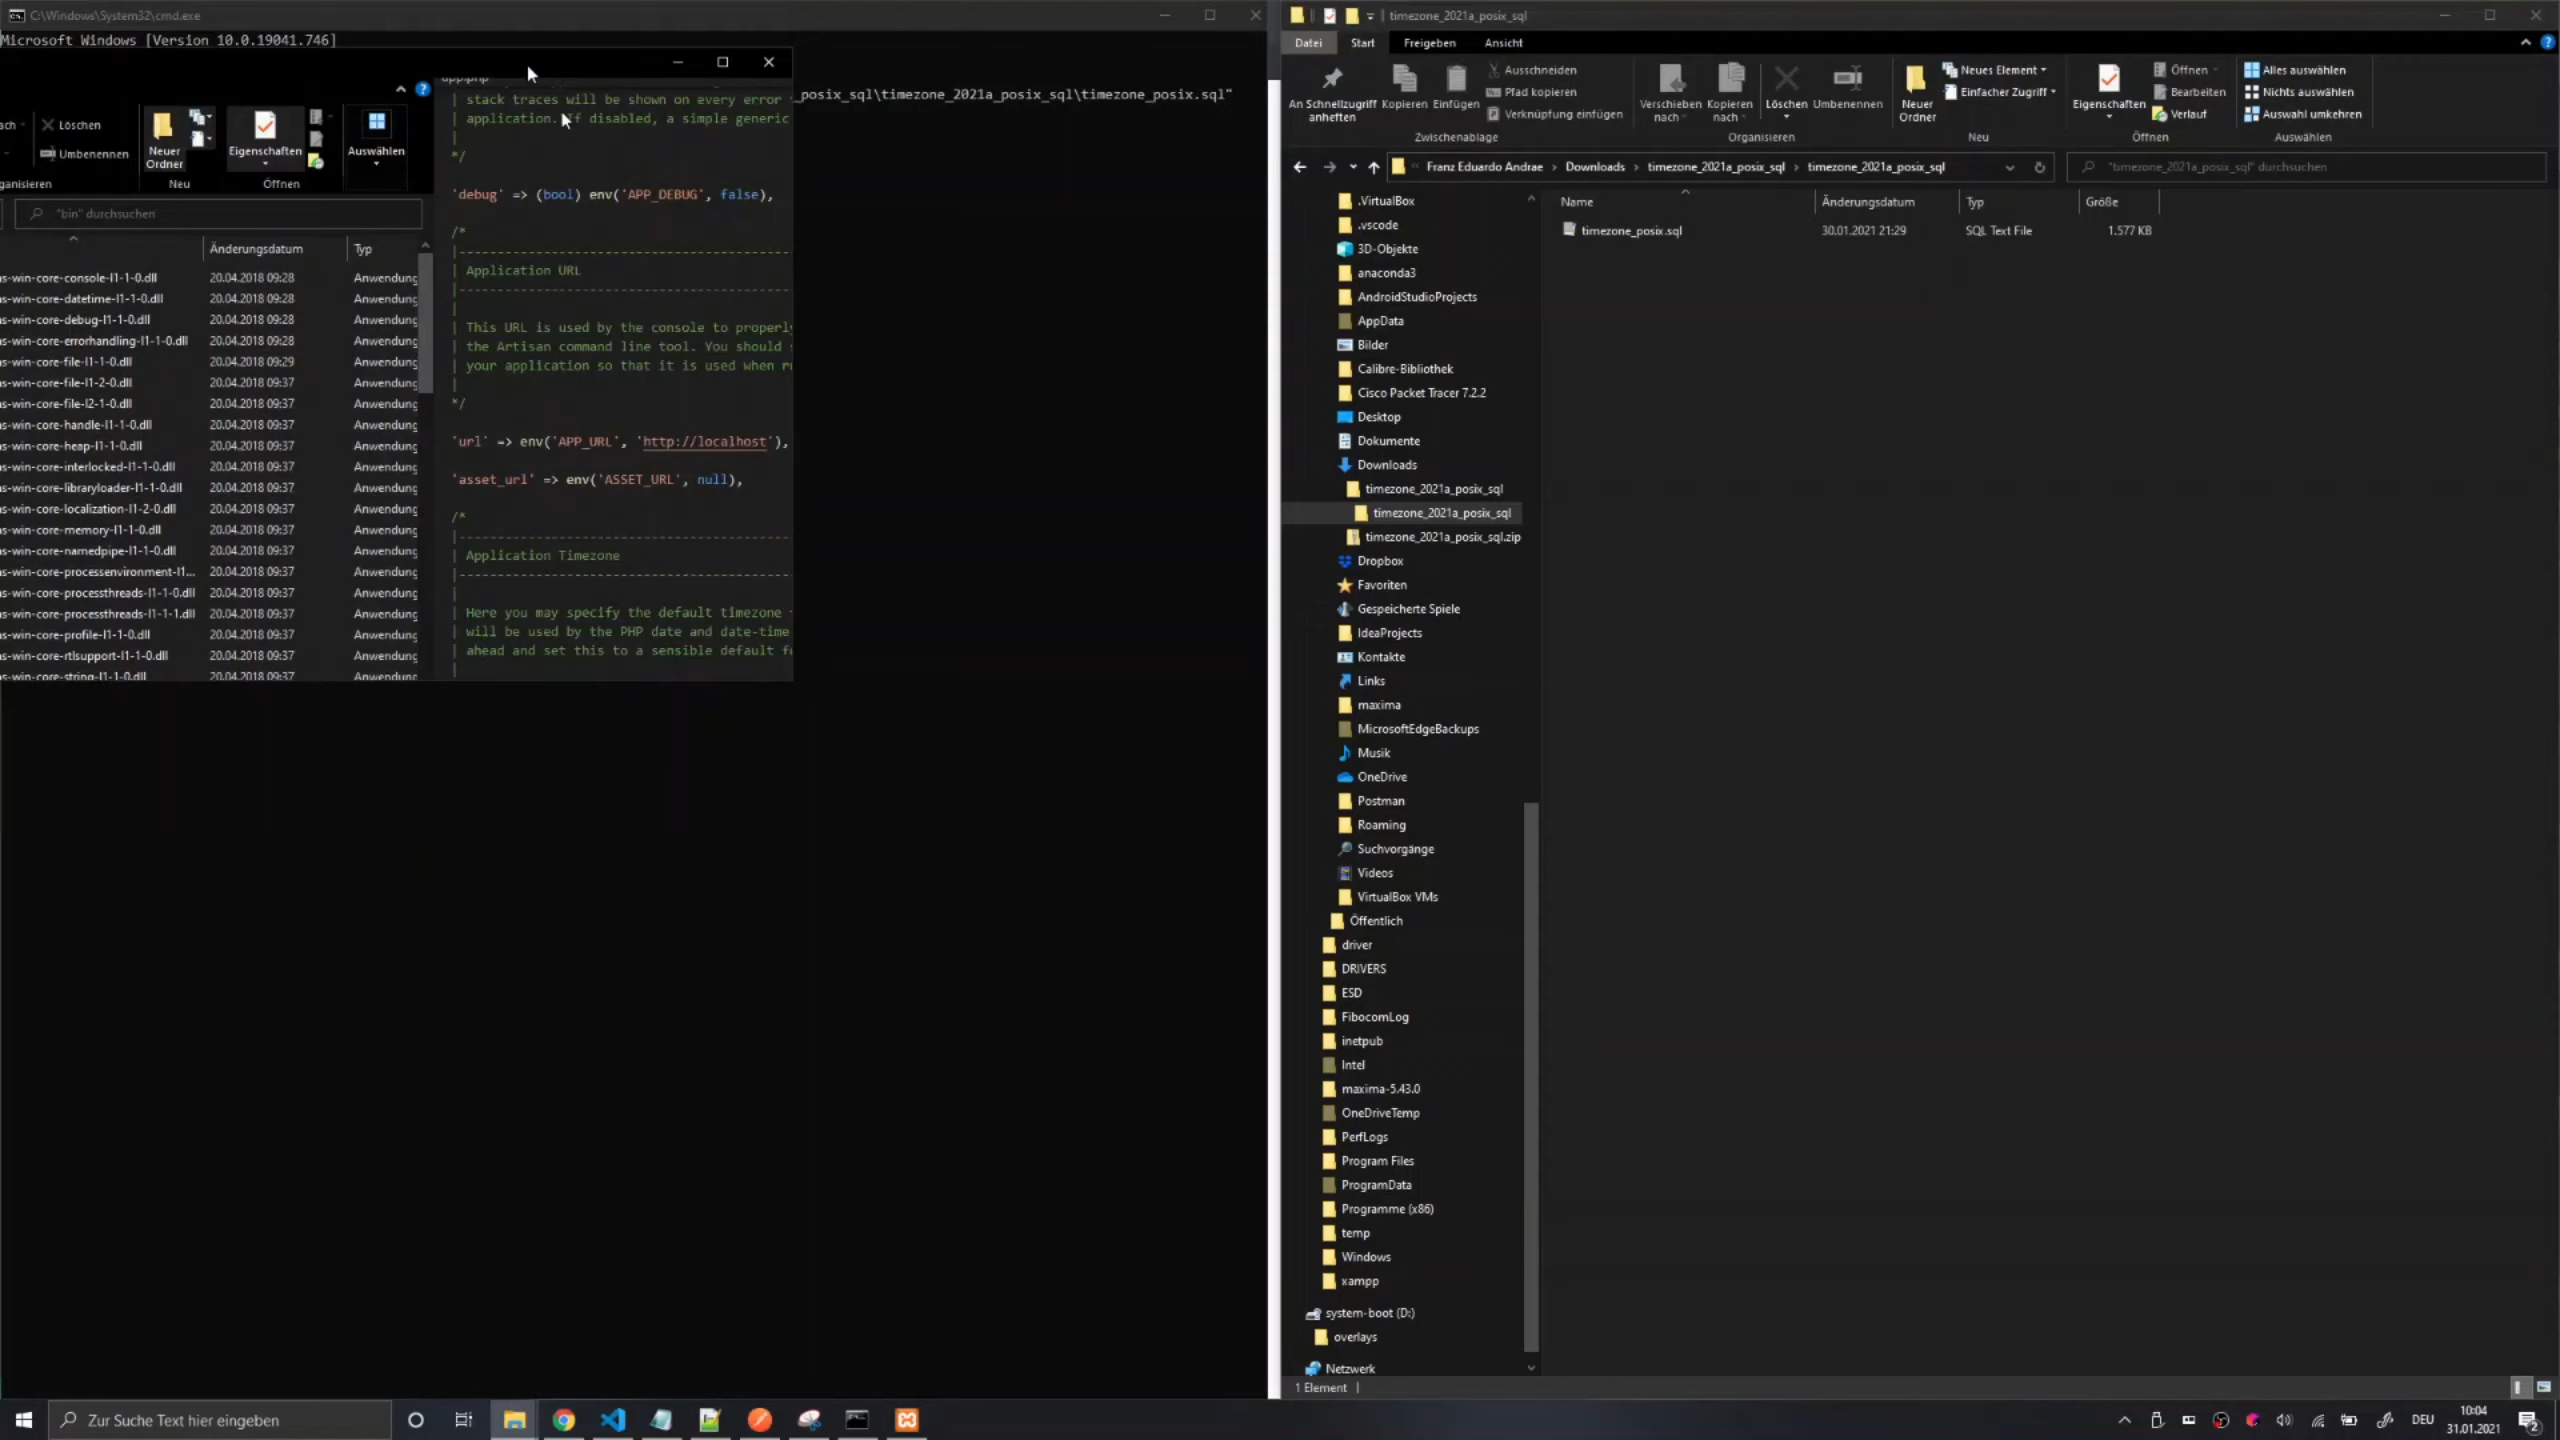 C:\Windows\System32\cmd.exe
Microsoft Windows [Version 10.0.19041.746]
_posix_sql\timezone_2021a_posix_sql\timezone_posix.sql"
Löschen
Umbenennen
Neuer
Ordner
Eigenschaften
Auswählen
Neu
Öffnen
"bin" durchsuchen
Änderungsdatum
Typ
s-win-core-console-l1-1-0.dll 20.04.2018 09:28 Anwendung
s-win-core-datetime-l1-1-0.dll 20.04.2018 09:28 Anwendung
s-win-core-debug-l1-1-0.dll 20.04.2018 09:28 Anwendung
s-win-core-errorhandling-l1-1-0.dll 20.04.2018 09:28 Anwendung
s-win-core-file-l1-1-0.dll 20.04.2018 09:29 Anwendung
s-win-core-file-l1-2-0.dll 20.04.2018 09:37 Anwendung
s-win-core-file-l2-1-0.dll 20.04.2018 09:37 Anwendung
s-win-core-handle-l1-1-0.dll 20.04.2018 09:37 Anwendung
s-win-core-heap-l1-1-0.dll 20.04.2018 09:37 Anwendung
s-win-core-interlocked-l1-1-0.dll 20.04.2018 09:37 Anwendung
s-win-core-libraryloader-l1-1-0.dll 20.04.2018 09:37 Anwendung
s-win-core-localization-l1-2-0.dll 20.04.2018 09:37 Anwendung
s-win-core-memory-l1-1-0.dll 20.04.2018 09:37 Anwendung
s-win-core-namedpipe-l1-1-0.dll 20.04.2018 09:37 Anwendung
s-win-core-processenvironment-l1... 20.04.2018 09:37 Anwendung
s-win-core-processthreads-l1-1-0.dll 20.04.2018 09:37 Anwendung
s-win-core-processthreads-l1-1-1.dll 20.04.2018 09:37 Anwendung
s-win-core-profile-l1-1-0.dll 20.04.2018 09:37 Anwendung
s-win-core-rtlsupport-l1-1-0.dll 20.04.2018 09:37 Anwendung
s-win-core-string-l1-1-0.dll 20.04.2018 09:37 Anwendung
| stack traces will be shown on every error
| application. If disabled, a simple generic
|
*/
'debug' => (bool) env('APP_DEBUG', false),
/*
|--------------------------------------------
| Application URL
|--------------------------------------------
|
| This URL is used by the console to properl
| the Artisan command line tool. You should
| your application so that it is used when
|
*/
'url' => env('APP_URL', 'http://localhost'),
'asset_url' => env('ASSET_URL', null),
/*
|--------------------------------------------
| Application Timezone
|--------------------------------------------
|
| Here you may specify the default timezone
| will be used by the PHP date and date-time
| ahead and set this to a sensible default
|
timezone_2021a_posix_sql
Datei Start Freigeben Ansicht
An Schnellzugriff
anheften
Kopieren
Einfügen
Ausschneiden
Pfad kopieren
Verknüpfung einfügen
Zwischenablage
Verschieben
nach
Kopieren
nach
Löschen
Umbenennen
Organisieren
Neuer
Ordner
Neues Element
Einfacher Zugriff
Neu
Eigenschaften
Öffnen
Bearbeiten
Verlauf
Öffnen
Alles auswählen
Nichts auswählen
Auswahl umkehren
Auswählen
Franz Eduardo Andrae > Downloads > timezone_2021a_posix_sql > timezone_2021a_posix_sql
"timezone_2021a_posix_sql" durchsuchen
Name Änderungsdatum Typ Größe
timezone_posix.sql 30.01.2021 21:29 SQL Text File 1.577 KB
.VirtualBox
.vscode
3D-Objekte
anaconda3
AndroidStudioProjects
AppData
Bilder
Calibre-Bibliothek
Cisco Packet Tracer 7.2.2
Desktop
Dokumente
Downloads
timezone_2021a_posix_sql
timezone_2021a_posix_sql
timezone_2021a_posix_sql.zip
Dropbox
Favoriten
Gespeicherte Spiele
IdeaProjects
Kontakte
Links
maxima
MicrosoftEdgeBackups
Musik
OneDrive
Postman
Roaming
Suchvorgänge
Videos
VirtualBox VMs
Öffentlich
driver
DRIVERS
ESD
FibocomLog
inetpub
Intel
maxima-5.43.0
OneDriveTemp
PerfLogs
Program Files
ProgramData
Programme (x86)
temp
Windows
xampp
system-boot (D:)
overlays
Netzwerk
1 Element
Zur Suche Text hier eingeben
DEU
10:04
31.01.2021
2